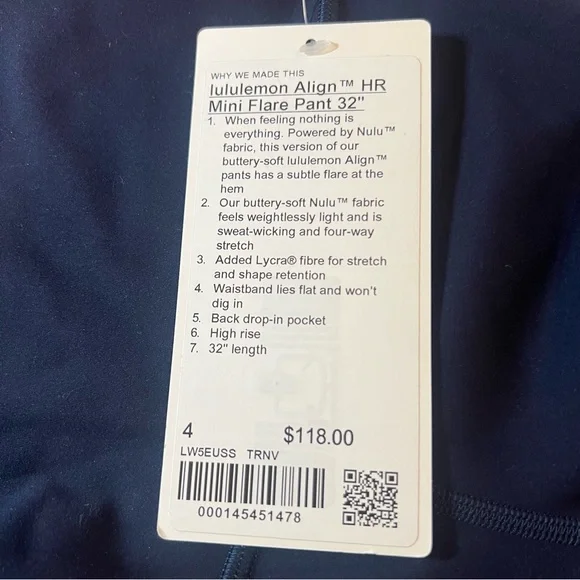 WHY WE MADE THIS
lululemon Align™ HR
Mini Flare Pant 32"
1. When feeling nothing is
everything. Powered by Nulu™
fabric, this version of our
buttery-soft lululemon Align™
pants has a subtle flare at the
hem
2. Our buttery-soft Nulu™ fabric
feels weightlessly light and is
sweat-wicking and four-way
stretch
3. Added Lycra® fibre for stretch
and shape retention
4. Waistband lies flat and won't
dig in
5. Back drop-in pocket
6. High rise
7. 32" length
4 $118.00
LW5EUSS TRNV
000145451478